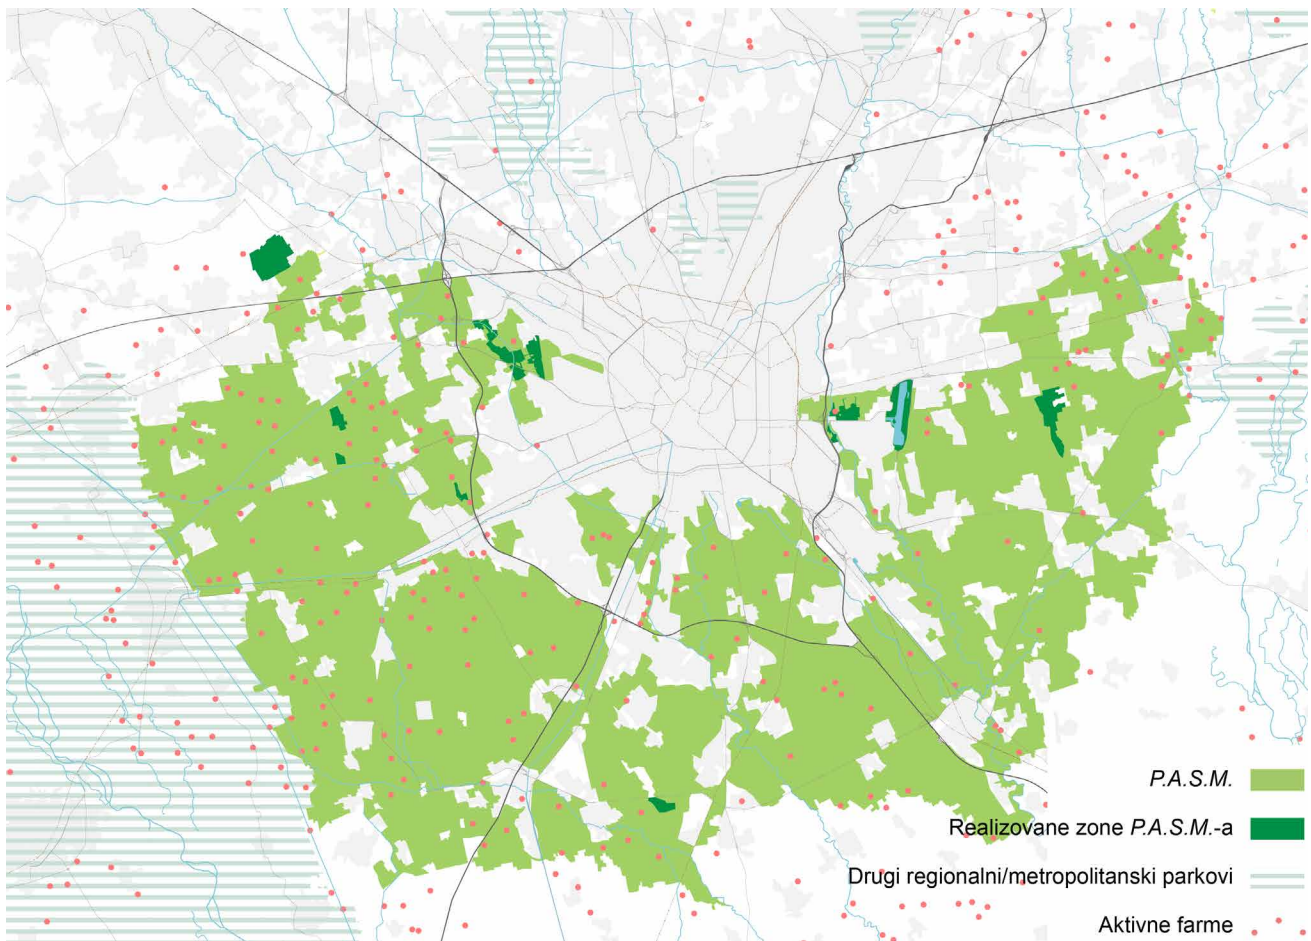 P.A.S.M.
Realizovane zone P.A.S.M.-a
Drugi regionalni/metropolitanski parkovi
Aktivne farme